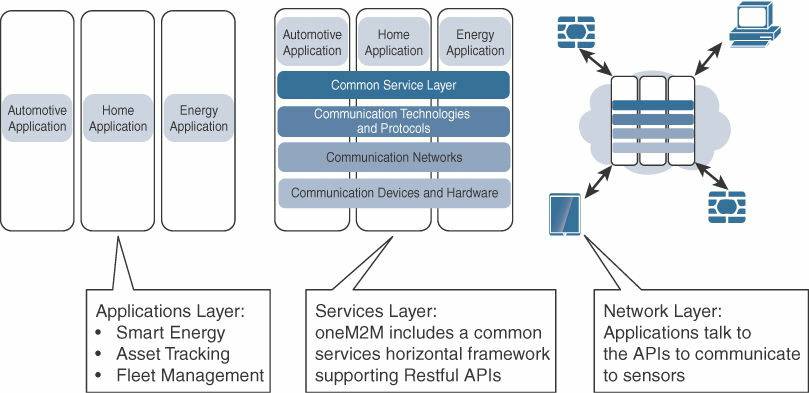 Automotive
Application
Home
Application
Energy
Application
Automotive
Application
Home
Application
Energy
Application
Common Service Layer
Communication Technologies
and Protocols
Communication Networks
Communication Devices and Hardware
Applications Layer:
• Smart Energy
• Asset Tracking
• Fleet Management
Services Layer:
oneM2M includes a common
services horizontal framework
supporting Restful APIs
Network Layer:
Applications talk to
the APIs to communicate
to sensors